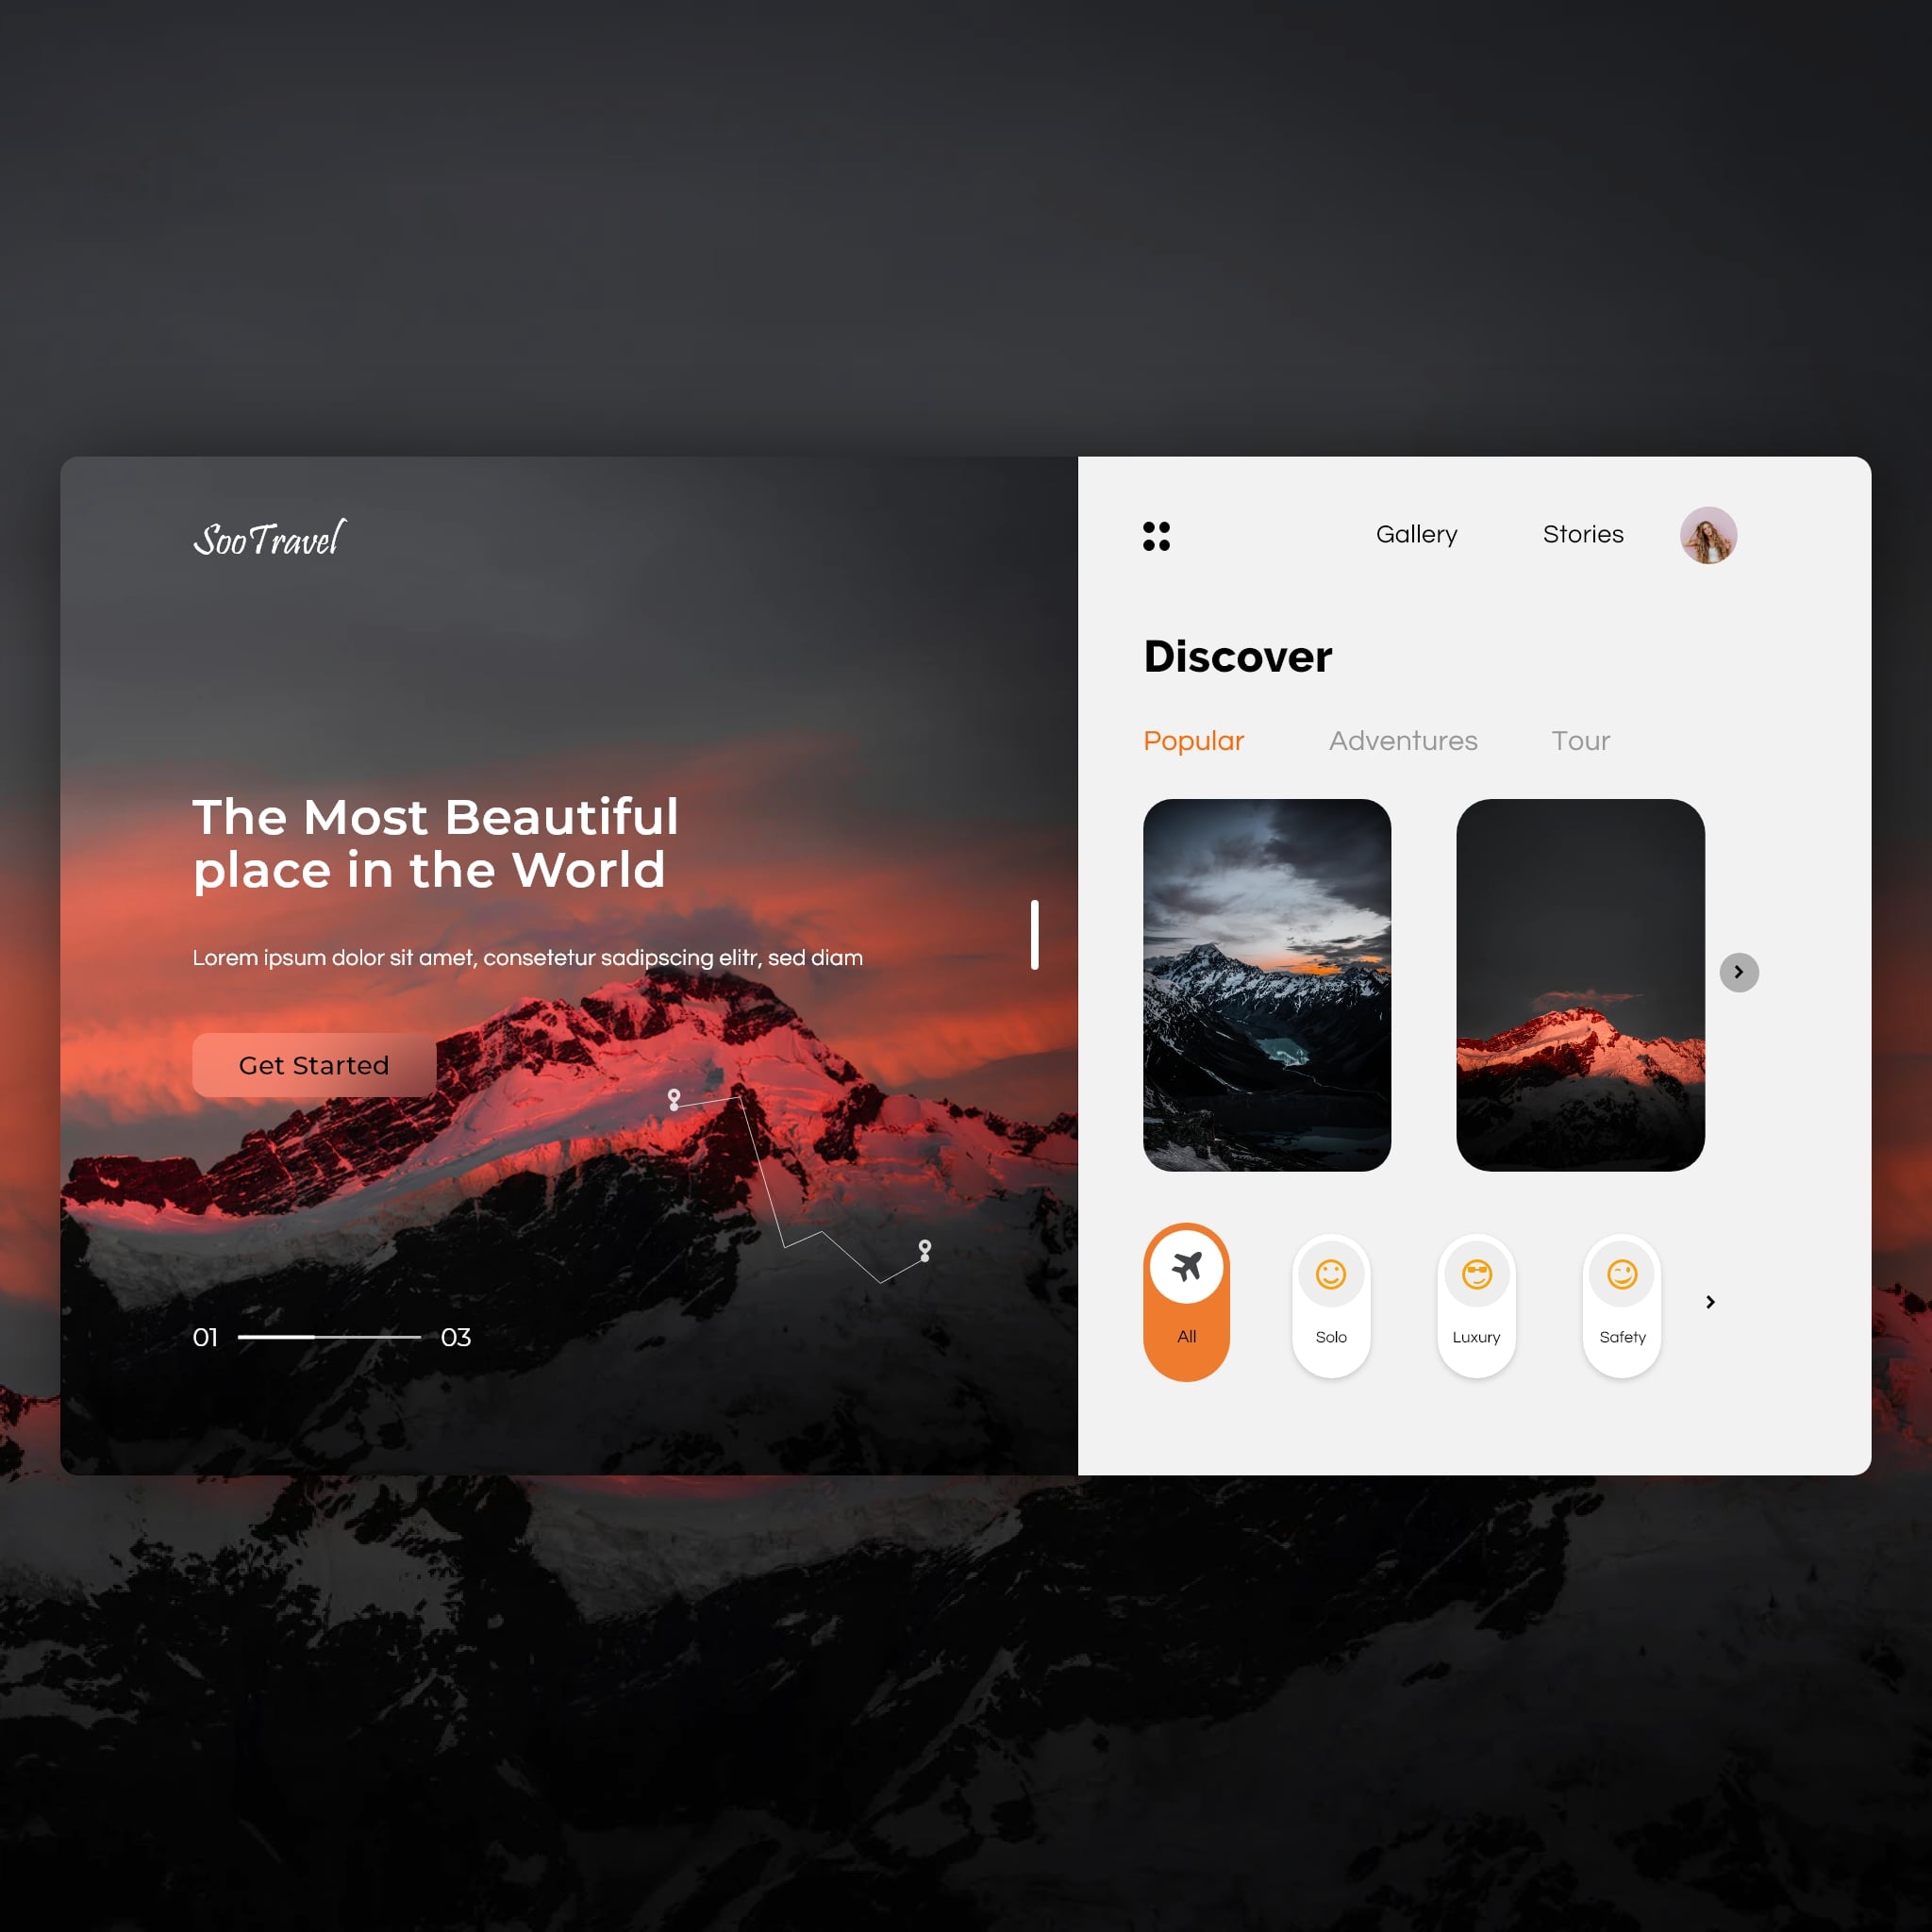 SooTravel
The Most Beautiful
place in the World
Lorem ipsum dolor sit amet, consetetur sadipscing elitr, sed diam
Get Started
01 03
Gallery Stories
Discover
Popular Adventures Tour
All Solo Luxury Safety